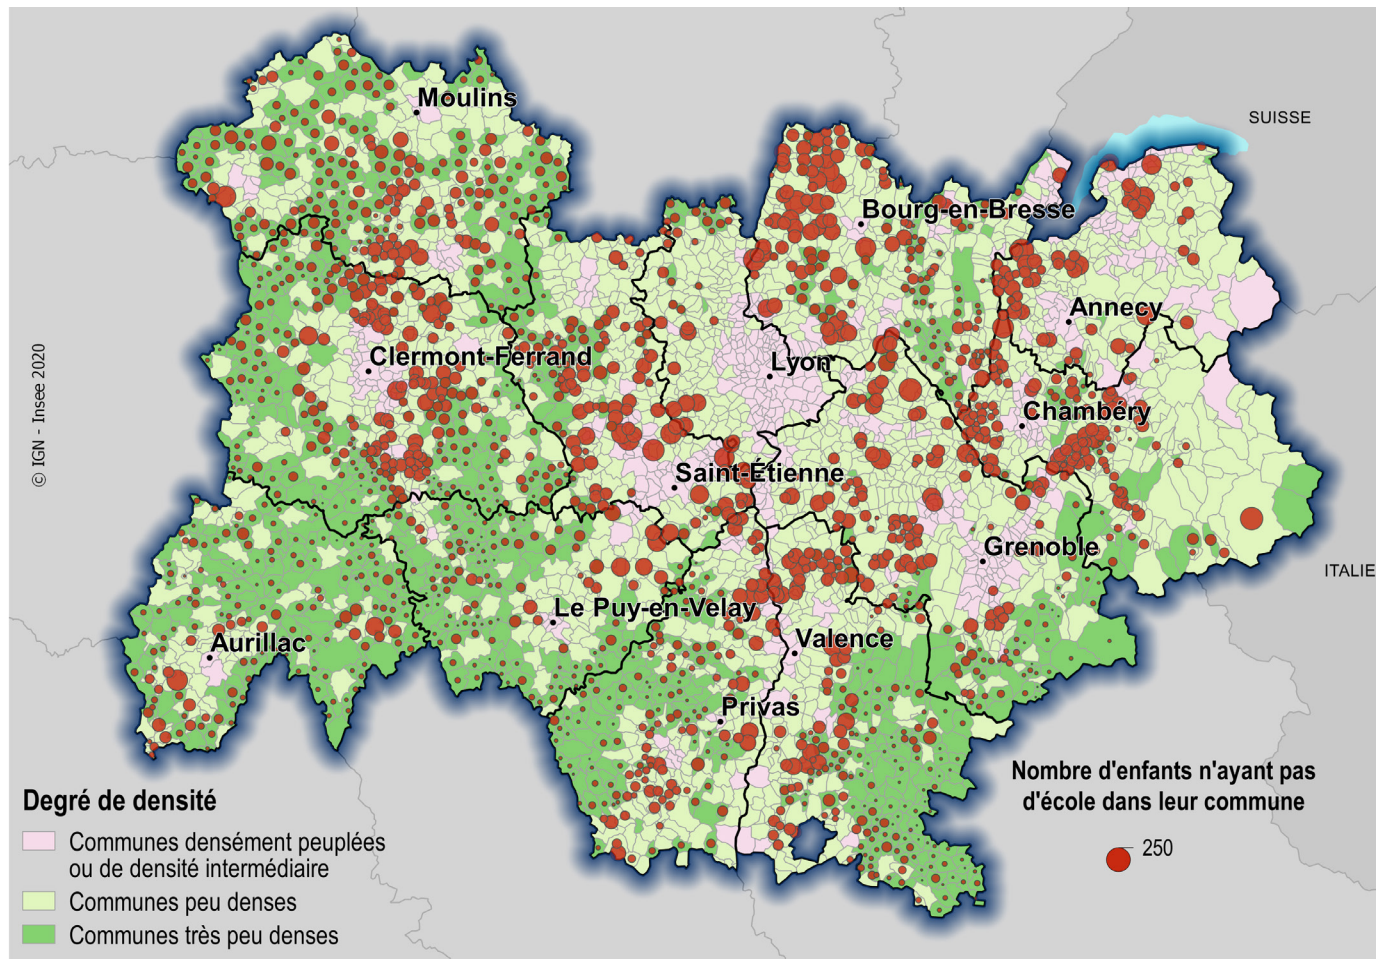 Moulins
SUISSE
Bourg-en-Bresse
Annecy
© IGN - Insee 2020
Clermont-Ferrand
Lyon
Chambéry
Saint-Étienne
Grenoble
ITALIE
Le Puy-en-Velay
Aurillac
Valence
Privas
Degré de densité
Communes densément peuplées
ou de densité intermédiaire
Communes peu denses
Communes très peu denses
Nombre d'enfants n'ayant pas
d'école dans leur commune
250